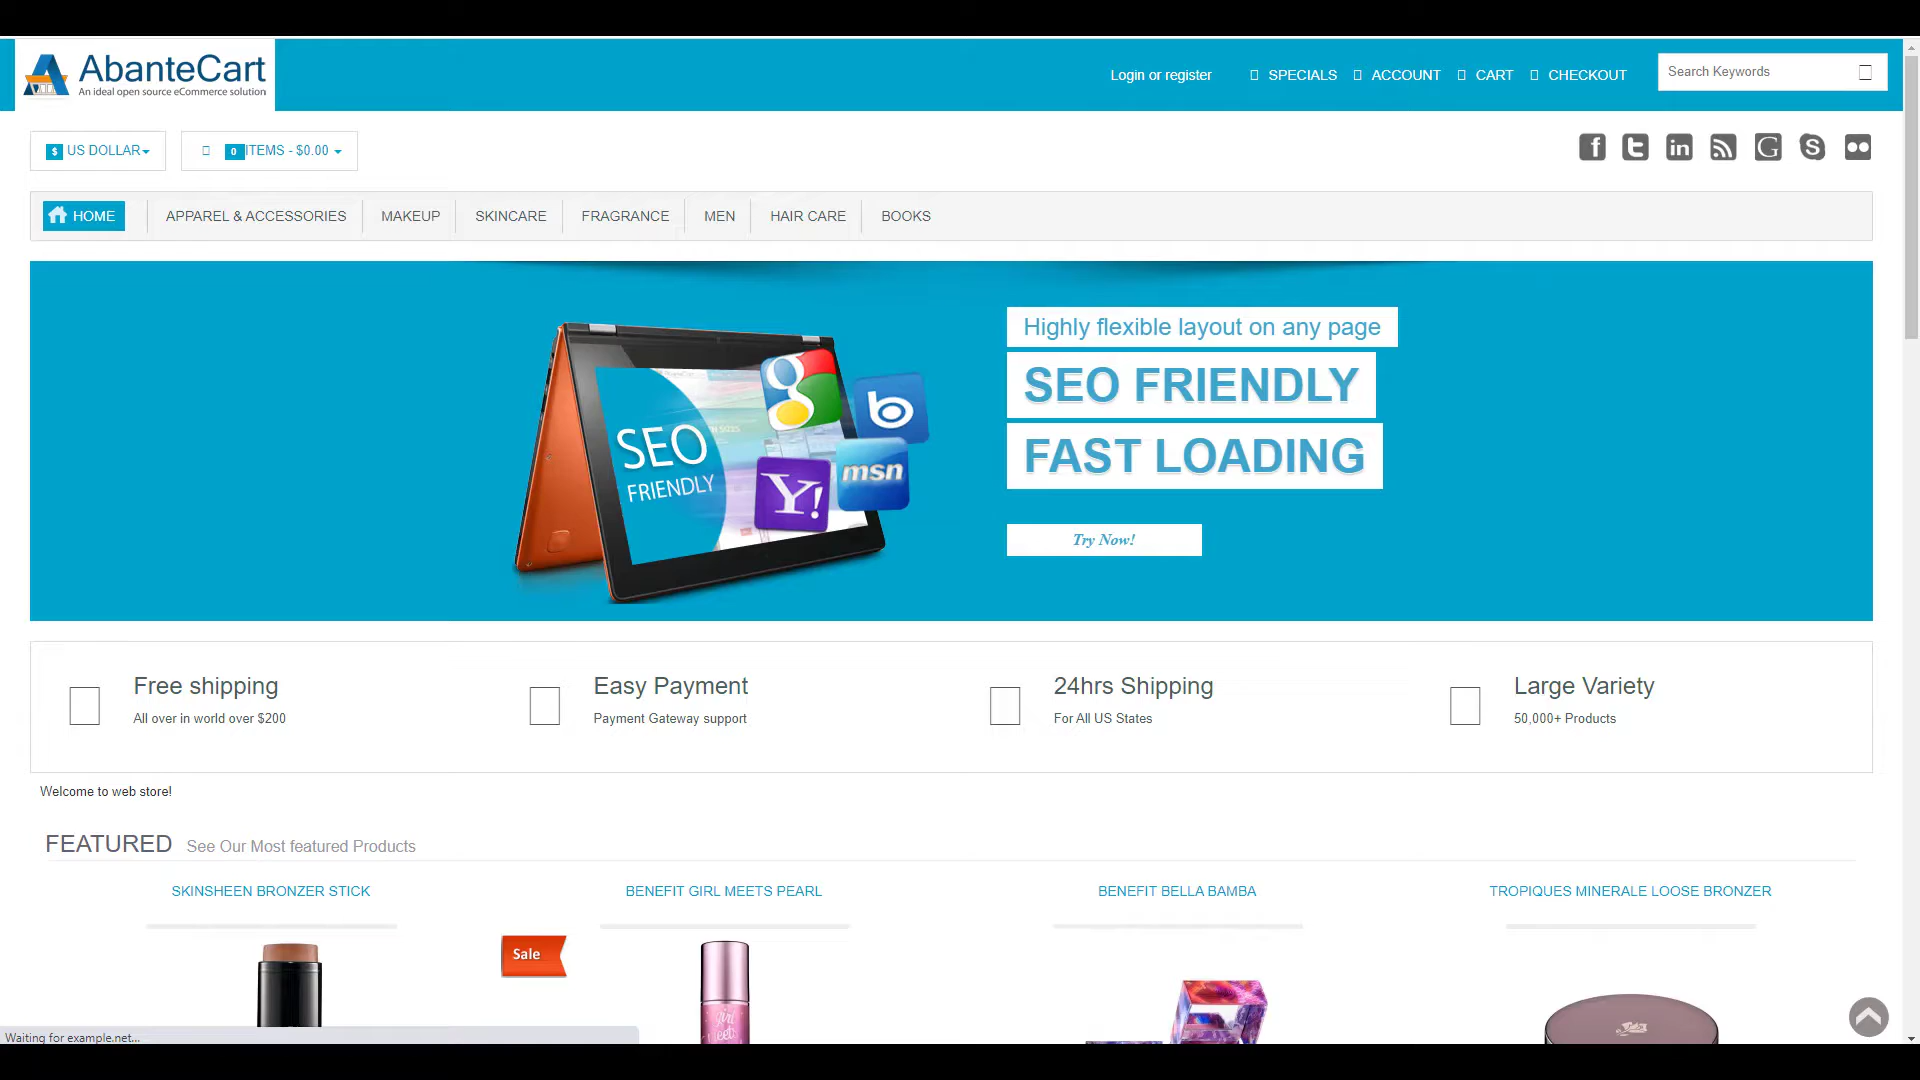 AbanteCart
An ideal open source eCommerce solution
Login or register
SPECIALS
ACCOUNT
CART
CHECKOUT
Search Keywords
$ US DOLLAR
0 ITEMS - $0.00
HOME
APPAREL & ACCESSORIES
MAKEUP
SKINCARE
FRAGRANCE
MEN
HAIR CARE
BOOKS
Highly flexible layout on any page
SEO FRIENDLY
FAST LOADING
Try Now!
SEO
FRIENDLY
g
b
Y!
msn
Free shipping
All over in world over $200
Easy Payment
Payment Gateway support
24hrs Shipping
For All US States
Large Variety
50,000+ Products
Welcome to web store!
FEATURED See Our Most featured Products
SKINSHEEN BRONZER STICK
BENEFIT GIRL MEETS PEARL
BENEFIT BELLA BAMBA
TROPIQUES MINERALE LOOSE BRONZER
Sale
girl
Waiting for example.net...